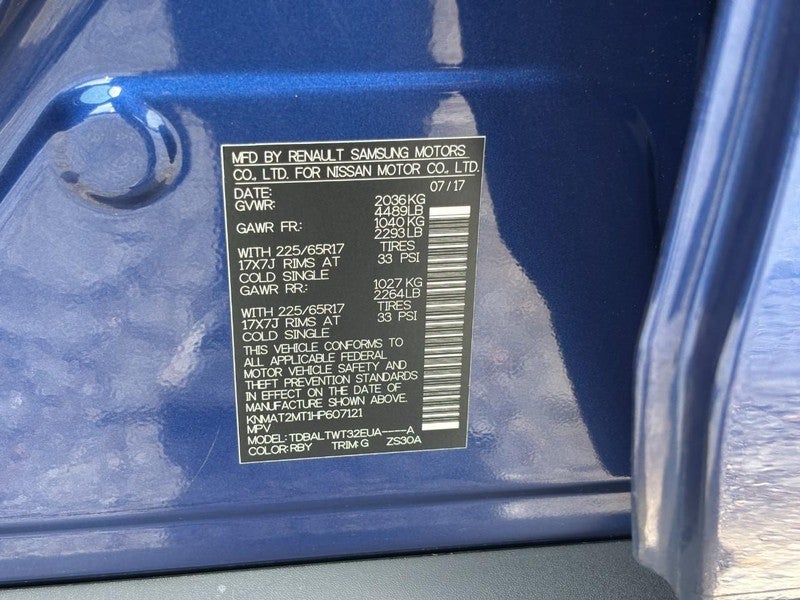 MFD BY RENAULT SAMSUNG MOTORS
CO., LTD. FOR NISSAN MOTOR CO., LTD.
DATE: 07/17
GVWR: 2036KG
4489LB
GAWR FR: 1040 KG
2293LB
WITH 225/65R17 TIRES
17X7J RIMS AT 33 PSI
COLD SINGLE
GAWR RR: 1027 KG
2264LB
WITH 225/65R17 TIRES
17X7J RIMS AT 33 PSI
COLD SINGLE
THIS VEHICLE CONFORMS TO
ALL APPLICABLE FEDERAL
MOTOR VEHICLE SAFETY AND
THEFT PREVENTION STANDARDS
IN EFFECT ON THE DATE OF
MANUFACTURE SHOWN ABOVE.
KNMAT2MT1HP607121
MPV
MODEL: TDBALTWT32EUA----A
COLOR:RBY TRIM:G ZS30A